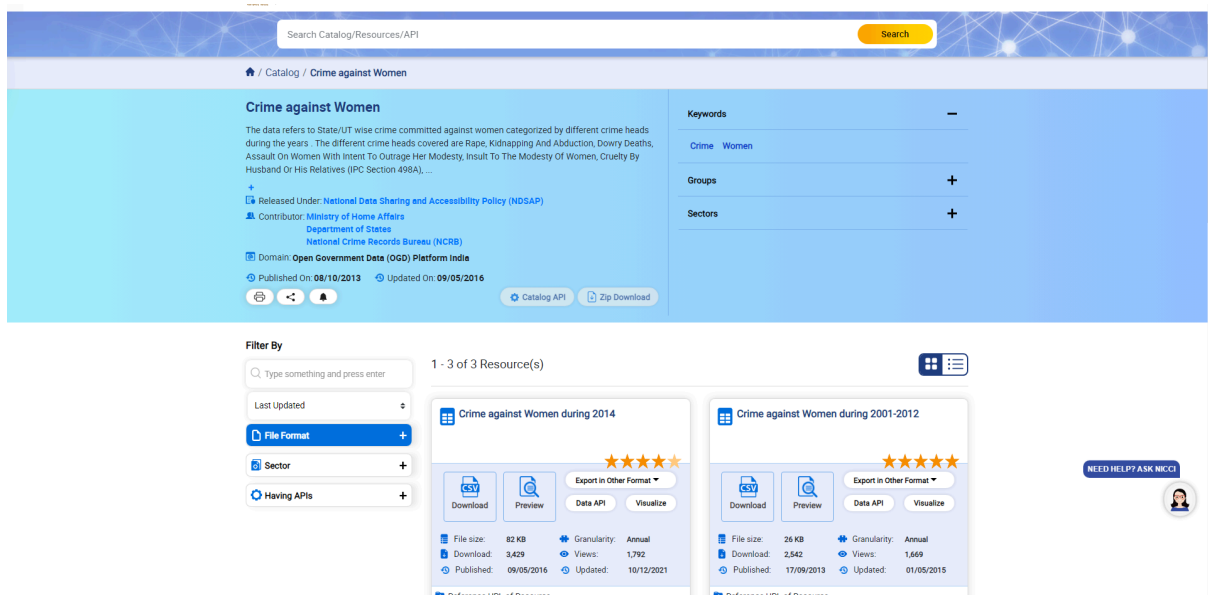 Search Catalog/Resources/API
Search
/ Catalog / Crime against Women
Crime against Women
The data refers to State/UT wise crime committed against women categorized by different crime heads
during the years . The different crime heads covered are Rape, Kidnapping And Abduction, Dowry Deaths,
Assault On Women With Intent To Outrage Her Modesty, Insult To The Modesty Of Women, Cruelty By
Husband Or His Relatives (IPC Section 498A), ...
+
Released Under: National Data Sharing and Accessibility Policy (NDSAP)
Contributor: Ministry of Home Affairs
Department of States
National Crime Records Bureau (NCRB)
Domain: Open Government Data (OGD) Platform India
Published On: 08/10/2013 Updated On: 09/05/2016
Catalog API Zip Download
Keywords
Crime Women
Groups
Sectors
Filter By
Type something and press enter
Last Updated
File Format
Sector
Having APIs
1 - 3 of 3 Resource(s)
Crime against Women during 2014
CSV
Download Preview
Export in Other Format
Data API Visualize
File size: 82 KB Granularity: Annual
Download: 3,429 Views: 1,792
Published: 09/05/2016 Updated: 10/12/2021
Reference URL of Resource
Crime against Women during 2001-2012
CSV
Download Preview
Export in Other Format
Data API Visualize
File size: 26 KB Granularity: Annual
Download: 2,542 Views: 1,669
Published: 17/09/2013 Updated: 01/05/2015
Reference URL of Resource
NEED HELP? ASK NICCI